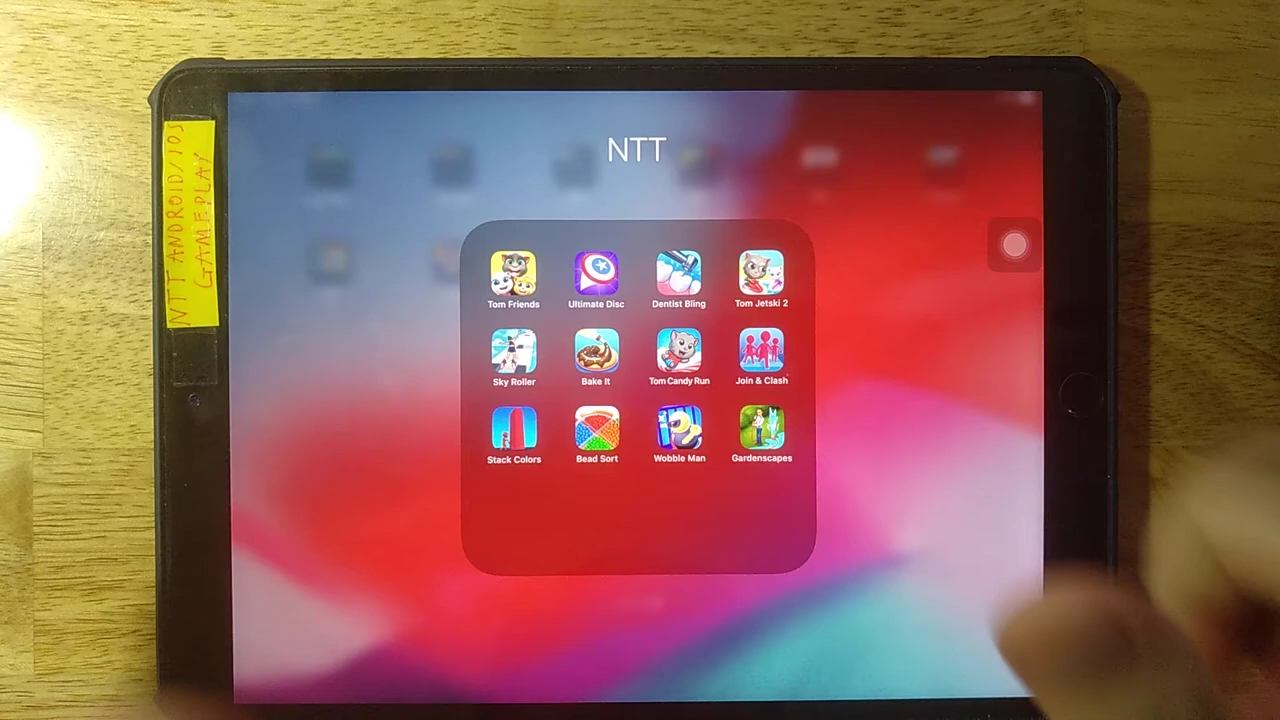 NTT ANDROID/IOS
GAMEPLAY
NTT
Tom Friends
Ultimate Disc
Dentist Bling
Tom Jetski 2
Sky Roller
Bake It
Tom Candy Run
Join & Clash
Stack Colors
Bead Sort
Wobble Man
Gardenscapes